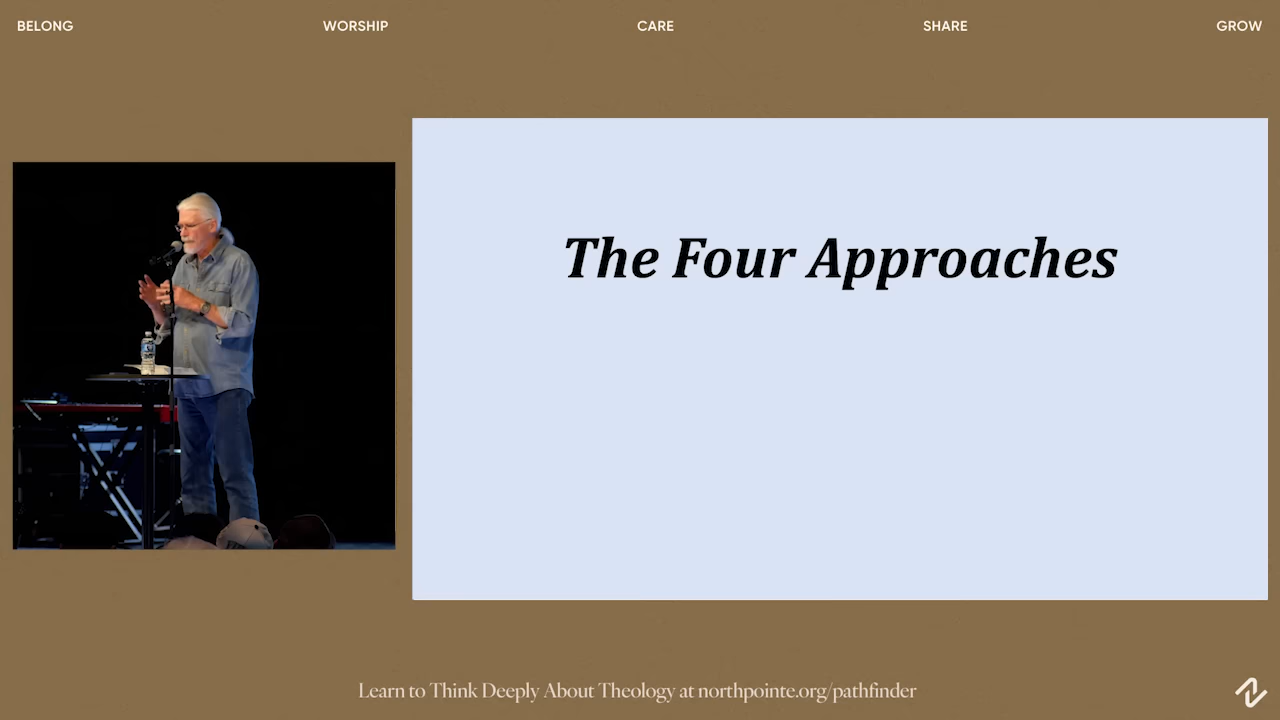 BELONG
WORSHIP
CARE
SHARE
GROW
The Four Approaches
Learn to Think Deeply About Theology at northpointe.org/pathfinder